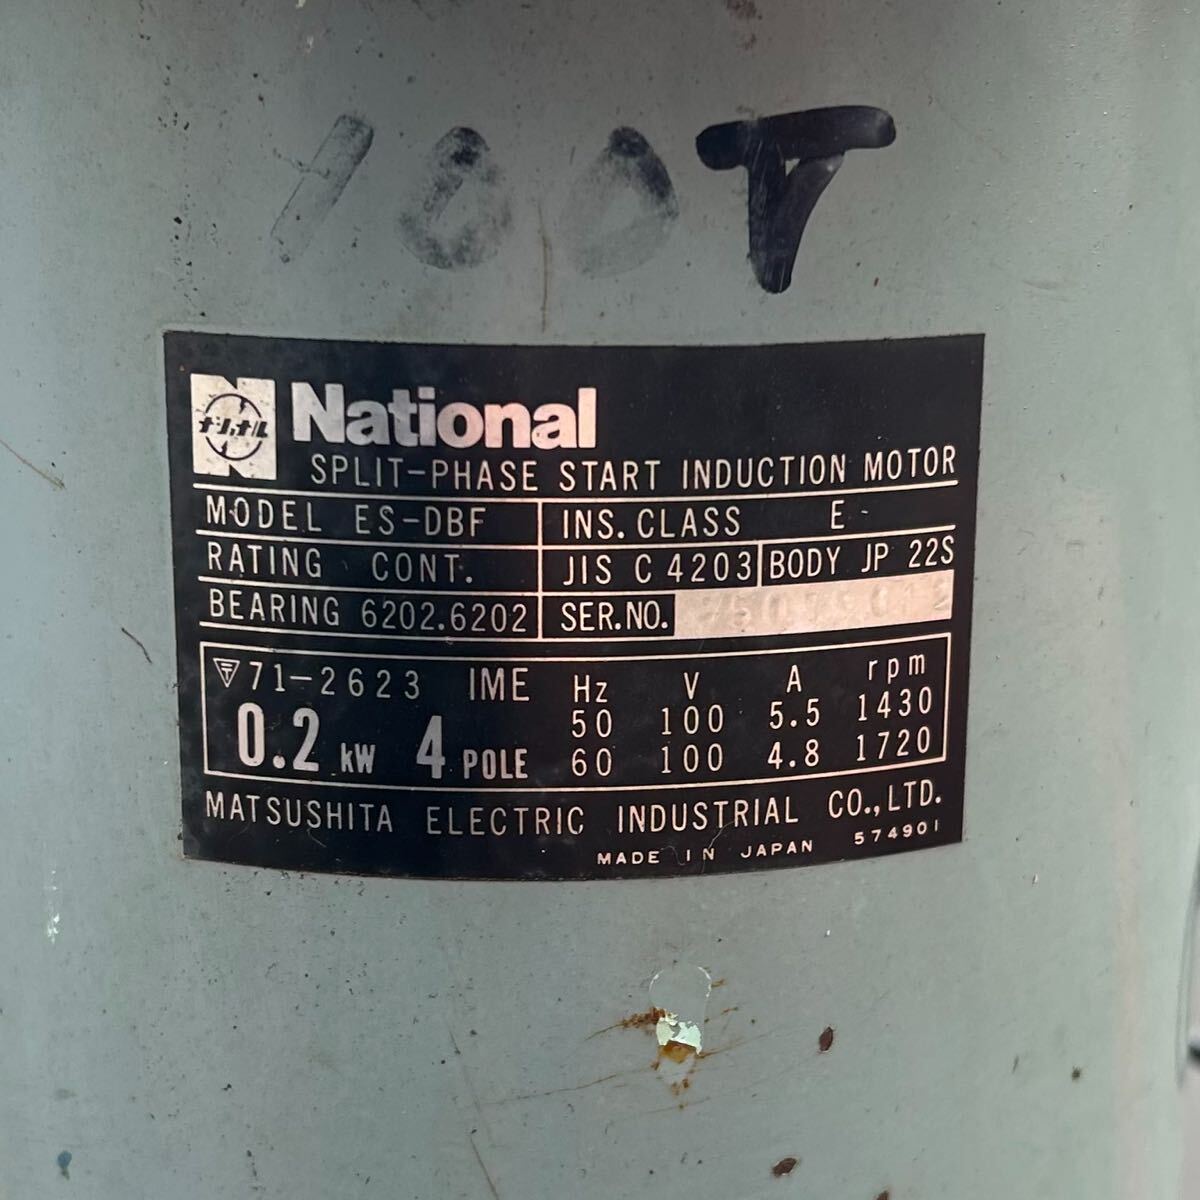 100T
ナショナル
National
SPLIT-PHASE START INDUCTION MOTOR
MODEL ES-DBF INS. CLASS E
RATING CONT. JIS C 4203 BODY JP 22S
BEARING 6202.6202 SER.NO.
〒 71-2623 IME Hz V A rpm
50 100 5.5 1430
0.2 kW 4 POLE 60 100 4.8 1720
MATSUSHITA ELECTRIC INDUSTRIAL CO.,LTD.
MADE IN JAPAN 574901